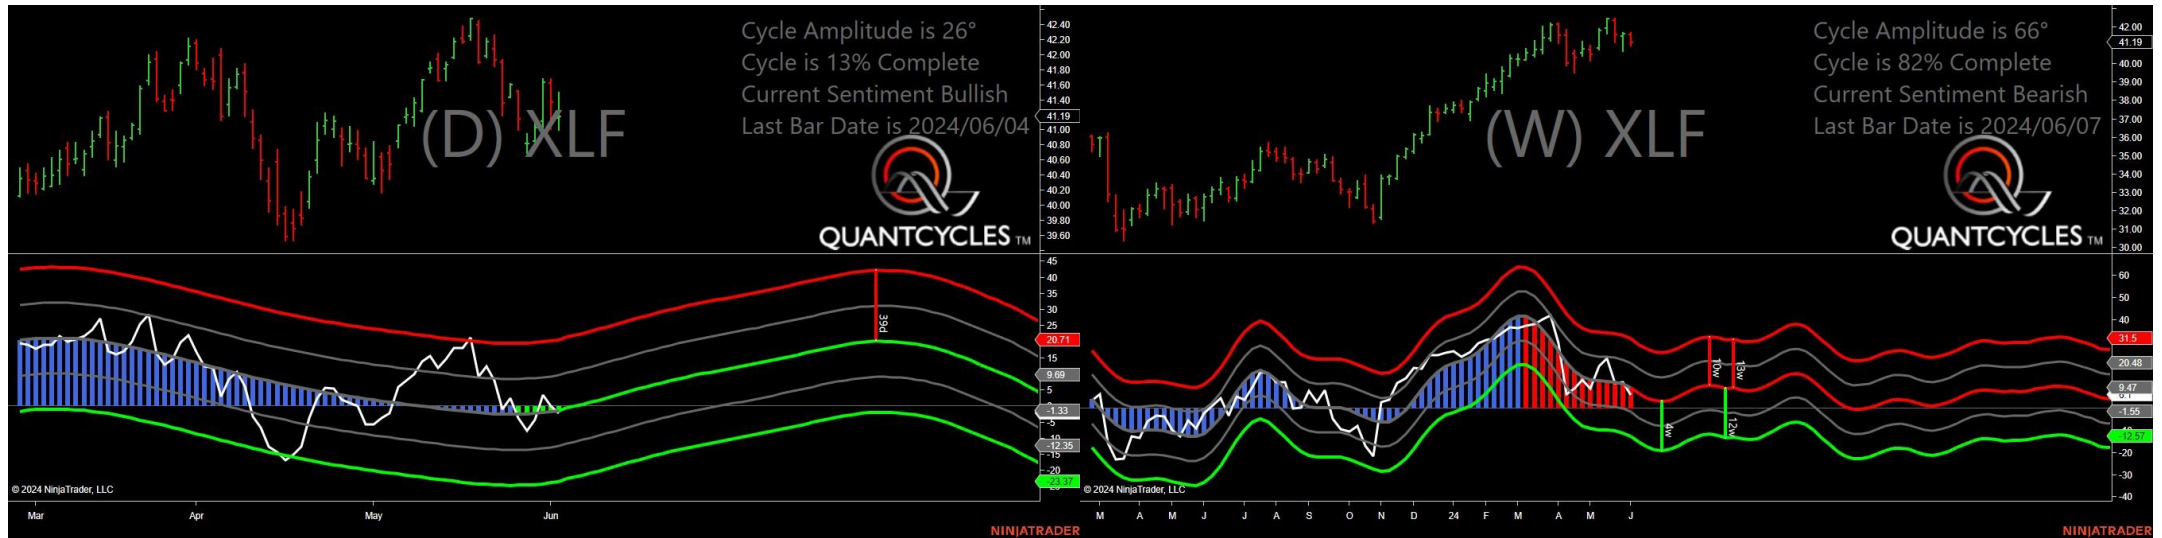 Cycle Amplitude is 26°
Cycle is 13% Complete
Current Sentiment Bullish
Last Bar Date is 2024/06/04
(D) XLF
QUANTCYCLES TM
42.40
42.20
42.00
41.80
41.60
41.40
41.19
41.00
40.80
40.60
40.40
40.20
40.00
39.80
39.60
45
40
35
30
25
20.71
15
9.69
5
-1.33
-5
-10
-12.35
-15
-20
-23.37
39d
© 2024 NinjaTrader, LLC
Mar Apr May Jun
NINJATRADER
Cycle Amplitude is 66°
Cycle is 82% Complete
Current Sentiment Bearish
Last Bar Date is 2024/06/07
(W) XLF
QUANTCYCLES TM
42.00
41.19
40.00
38.00
37.00
36.00
35.00
34.00
33.00
32.00
31.00
30.00
60
50
40
31.5
20.48
9.47
6.1
-1.55
-12.57
-20
-30
-40
4w
10w
12w
13w
© 2024 NinjaTrader, LLC
M A M J J A S O N D 24 F M A M J
NINJATRADER